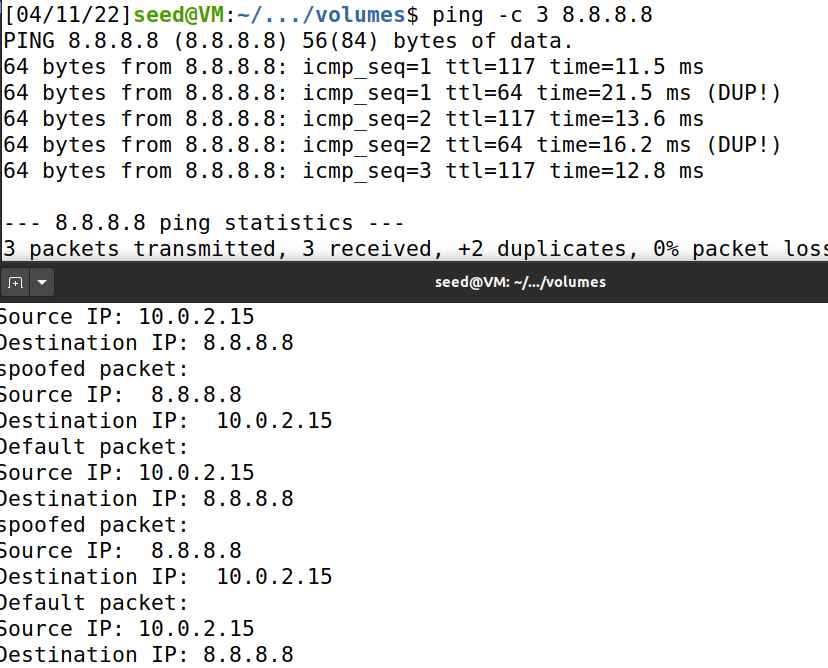 [04/11/22]seed@VM:~/.../volumes$ ping -c 3 8.8.8.8
PING 8.8.8.8 (8.8.8.8) 56(84) bytes of data.
64 bytes from 8.8.8.8: icmp_seq=1 ttl=117 time=11.5 ms
64 bytes from 8.8.8.8: icmp_seq=1 ttl=64 time=21.5 ms (DUP!)
64 bytes from 8.8.8.8: icmp_seq=2 ttl=117 time=13.6 ms
64 bytes from 8.8.8.8: icmp_seq=2 ttl=64 time=16.2 ms (DUP!)
64 bytes from 8.8.8.8: icmp_seq=3 ttl=117 time=12.8 ms
--- 8.8.8.8 ping statistics ---
3 packets transmitted, 3 received, +2 duplicates, 0% packet loss
seed@VM: ~/.../volumes
Source IP: 10.0.2.15
Destination IP: 8.8.8.8
spoofed packet:
Source IP:  8.8.8.8
Destination IP:  10.0.2.15
Default packet:
Source IP: 10.0.2.15
Destination IP: 8.8.8.8
spoofed packet:
Source IP:  8.8.8.8
Destination IP:  10.0.2.15
Default packet:
Source IP: 10.0.2.15
Destination IP: 8.8.8.8